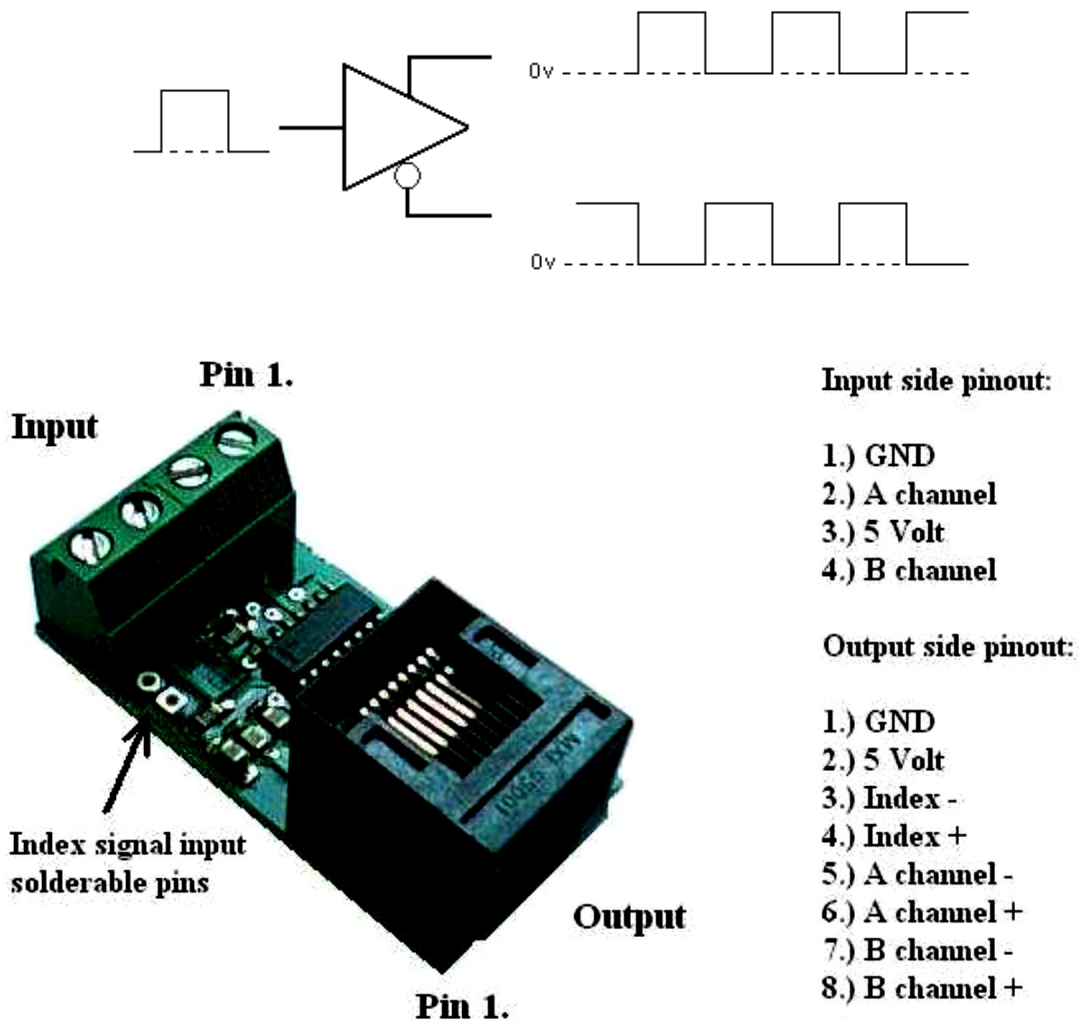 0v
0v
Pin 1.
Input
Input side pinout:
1.) GND
2.) A channel
3.) 5 Volt
4.) B channel
Output side pinout:
1.) GND
2.) 5 Volt
3.) Index -
4.) Index +
5.) A channel -
6.) A channel +
7.) B channel -
8.) B channel +
Index signal input
solderable pins
Output
Pin 1.